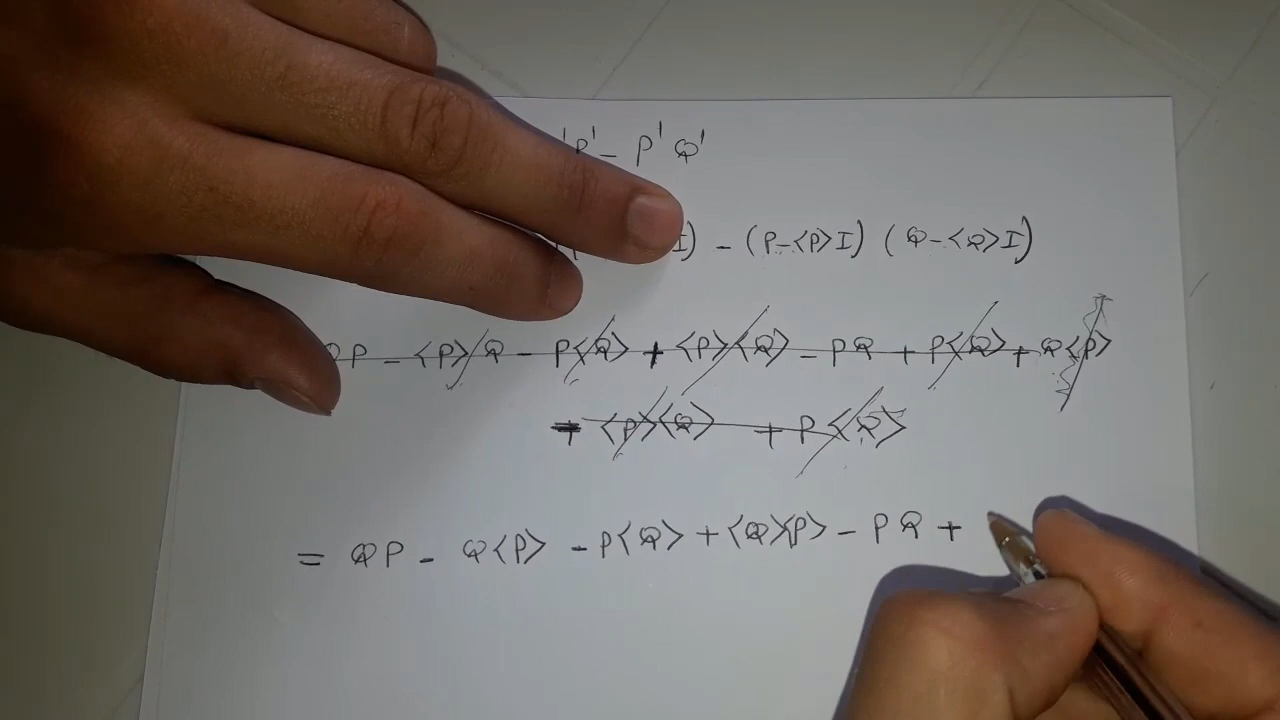 'P' – P' Q'
I) – (P–<P>I) (Q–<Q>I)
QP – <P>Q – P<Q> + <P><Q> – PQ + P<Q> + Q<P>
+ <P><Q> + P<Q>
= QP – Q<P> – P<Q> + <Q><P> – PQ +